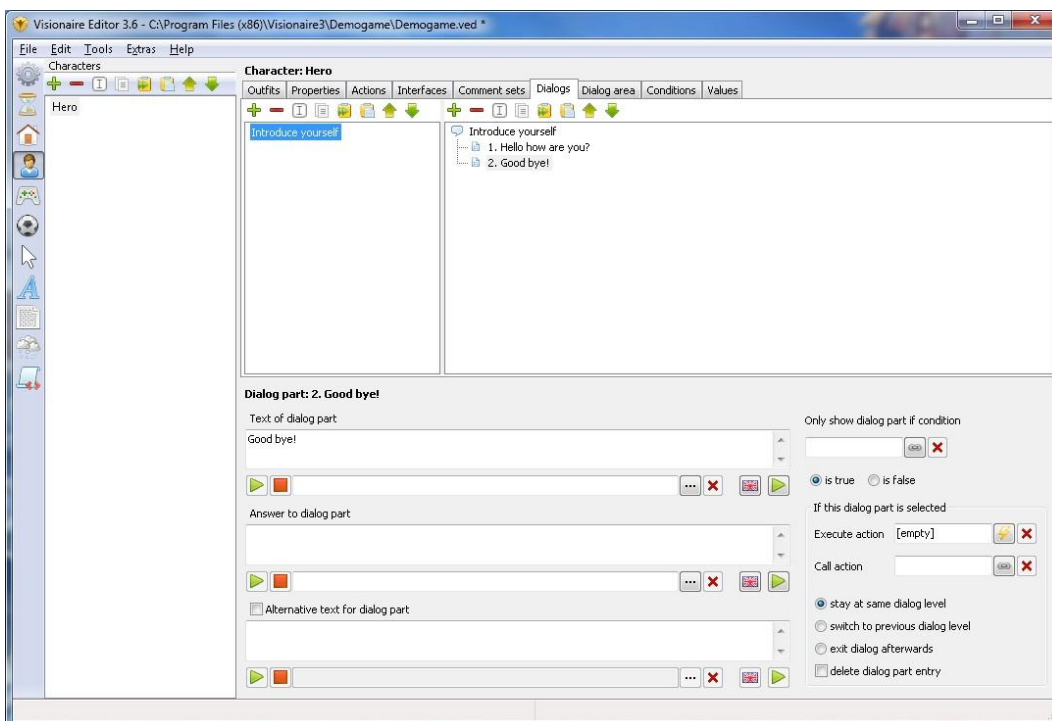 Visionaire Editor 3.6 - C:\Program Files (x86)\Visionaire3\Demogame\Demogame.ved *
File Edit Tools Extras Help
Characters
Hero
Character: Hero
Outfits Properties Actions Interfaces Comment sets Dialogs Dialog area Conditions Values
Introduce yourself
Introduce yourself
1. Hello how are you?
2. Good bye!
Dialog part: 2. Good bye!
Text of dialog part
Good bye!
...
Answer to dialog part
...
Alternative text for dialog part
...
Only show dialog part if condition
is true is false
If this dialog part is selected
Execute action [empty]
Call action
stay at same dialog level
switch to previous dialog level
exit dialog afterwards
delete dialog part entry